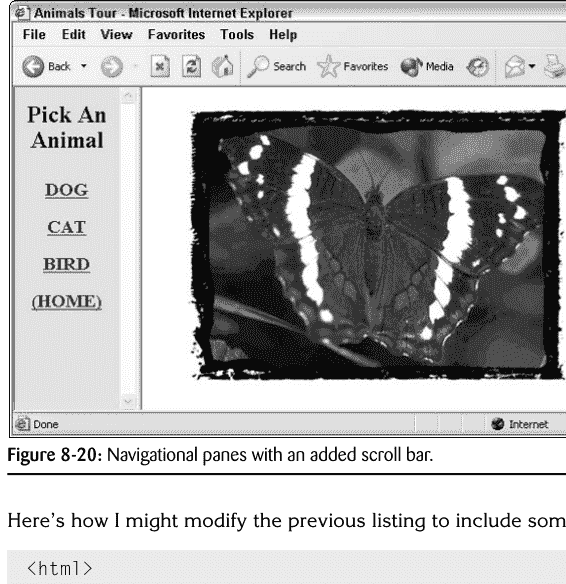 Animals Tour - Microsoft Internet Explorer
File Edit View Favorites Tools Help
Back Search Favorites Media
Pick An
Animal
DOG
CAT
BIRD
(HOME)
Done Internet
Figure 8-20: Navigational panes with an added scroll bar.
Here's how I might modify the previous listing to include som
<html>